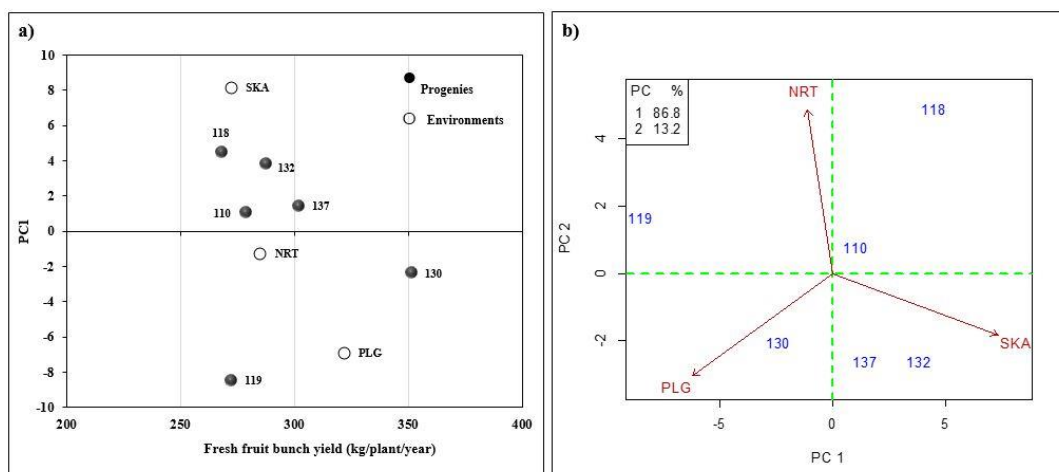 a)
10
8
6
4
2
0
-2
-4
-6
-8
-10
PC1
SKA
118
132
110
137
NRT
130
PLG
119
Progenies
Environments
200
250
300
350
400
Fresh fruit bunch yield (kg/plant/year)
b)
PC %
1 86.8
2 13.2
NRT
118
119
110
130
137
132
SKA
PLG
4
2
0
-2
PC 2
-5
0
5
PC 1